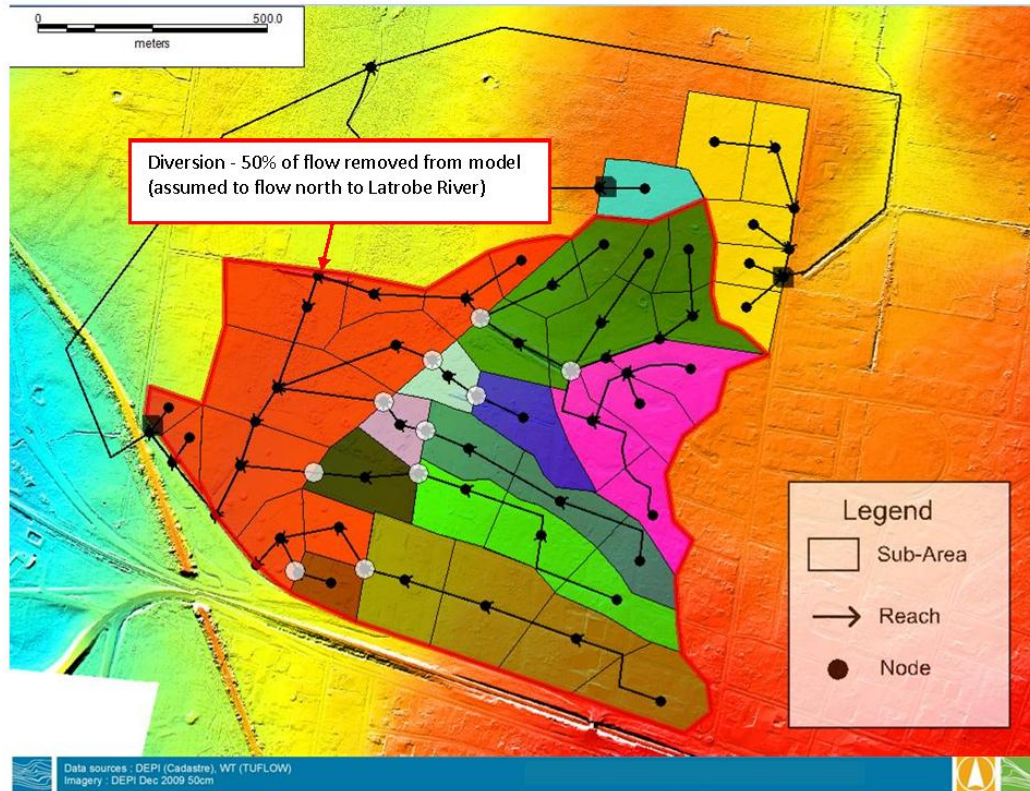 0 500.0
meters
Diversion - 50% of flow removed from model
(assumed to flow north to Latrobe River)
Legend
Sub-Area
Reach
Node
Data sources : DEPI (Cadastre), WT (TUFLOW)
Imagery : DEPI Dec 2009 50cm